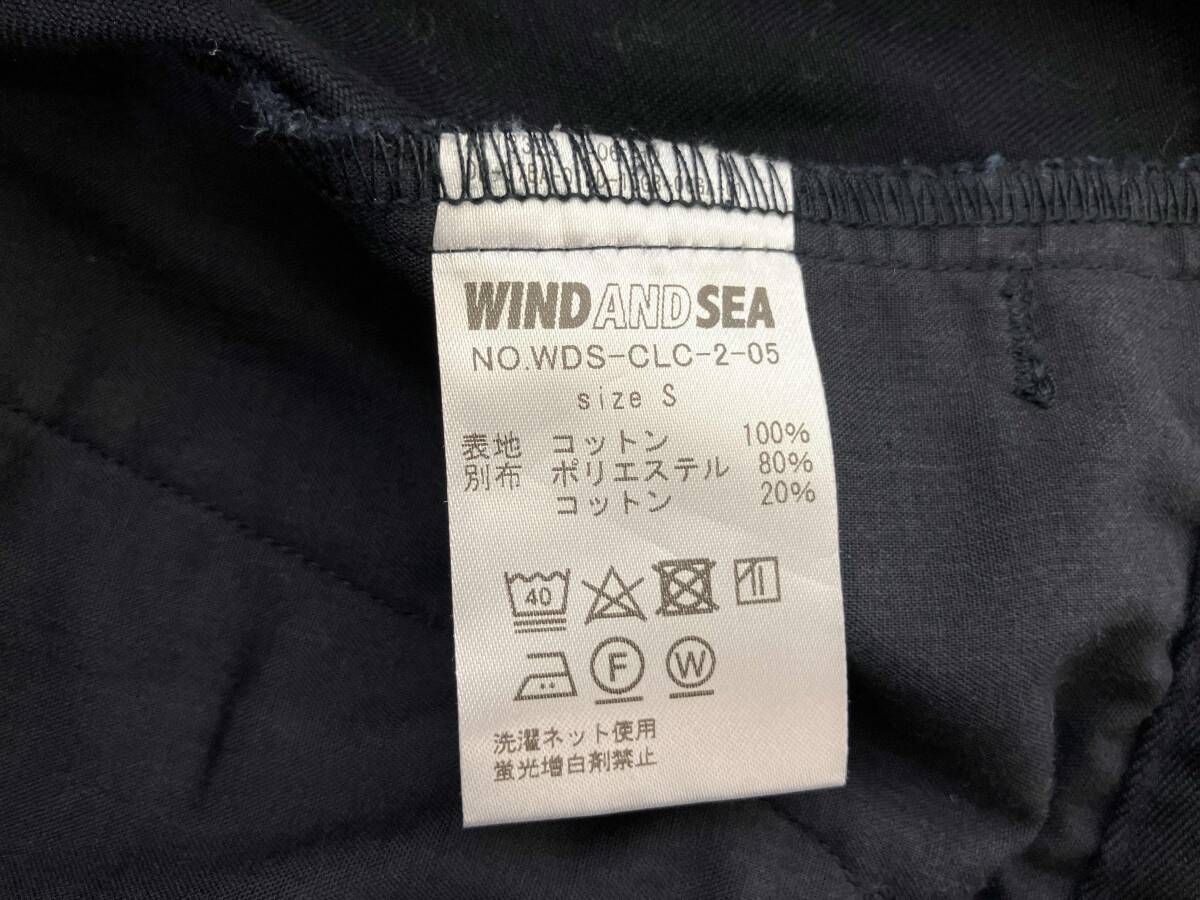 WIND AND SEA
NO.WDS-CLC-2-05
size S
表地 コットン 100%
別布 ポリエステル 80%
コットン 20%
40
F W
洗濯ネット使用
蛍光増白剤禁止